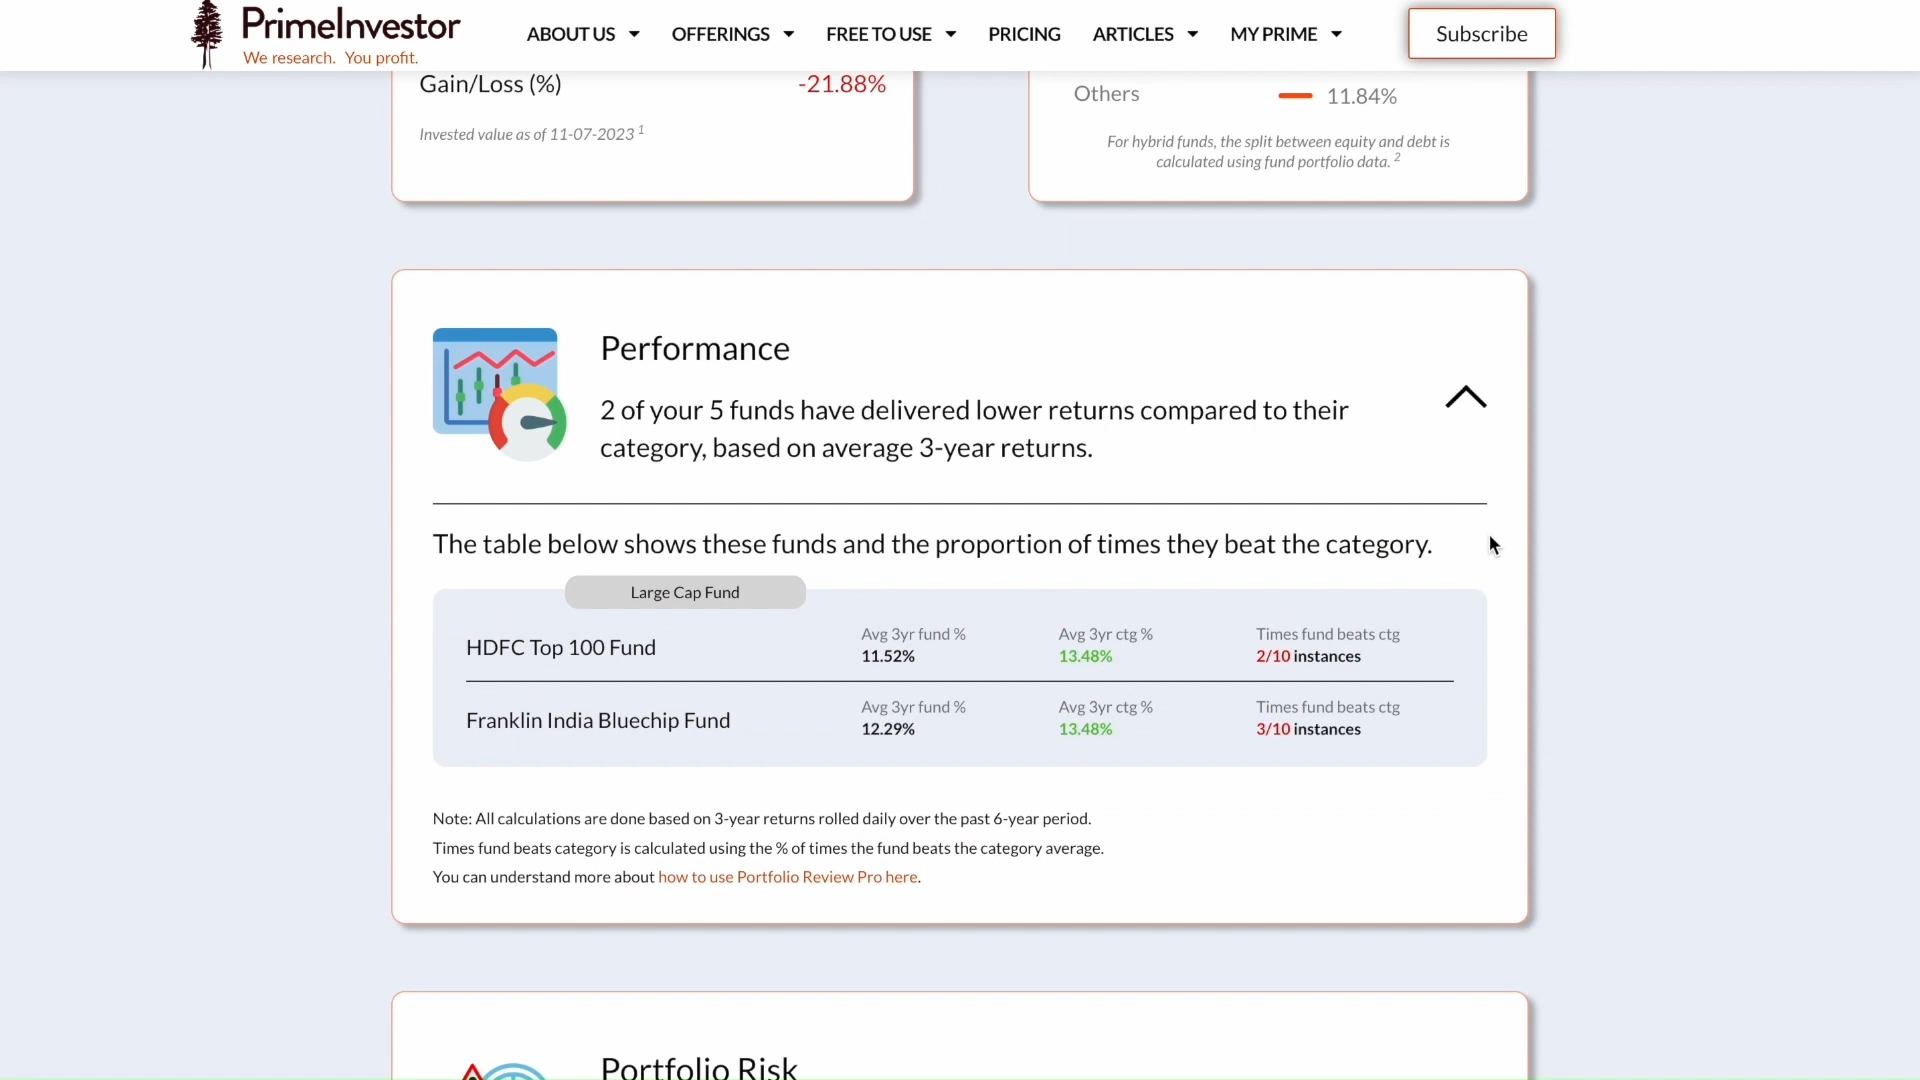 PrimeInvestor
We research. You profit.
ABOUT US
OFFERINGS
FREE TO USE
PRICING
ARTICLES
MY PRIME
Subscribe
Gain/Loss (%)
-21.88%
Invested value as of 11-07-2023 1
Others
11.84%
For hybrid funds, the split between equity and debt is
calculated using fund portfolio data. 2
Performance
2 of your 5 funds have delivered lower returns compared to their
category, based on average 3-year returns.
The table below shows these funds and the proportion of times they beat the category.
Large Cap Fund
HDFC Top 100 Fund
Avg 3yr fund %
11.52%
Avg 3yr ctg %
13.48%
Times fund beats ctg
2/10 instances
Franklin India Bluechip Fund
Avg 3yr fund %
12.29%
Avg 3yr ctg %
13.48%
Times fund beats ctg
3/10 instances
Note: All calculations are done based on 3-year returns rolled daily over the past 6-year period.
Times fund beats category is calculated using the % of times the fund beats the category average.
You can understand more about how to use Portfolio Review Pro here.
Portfolio Risk